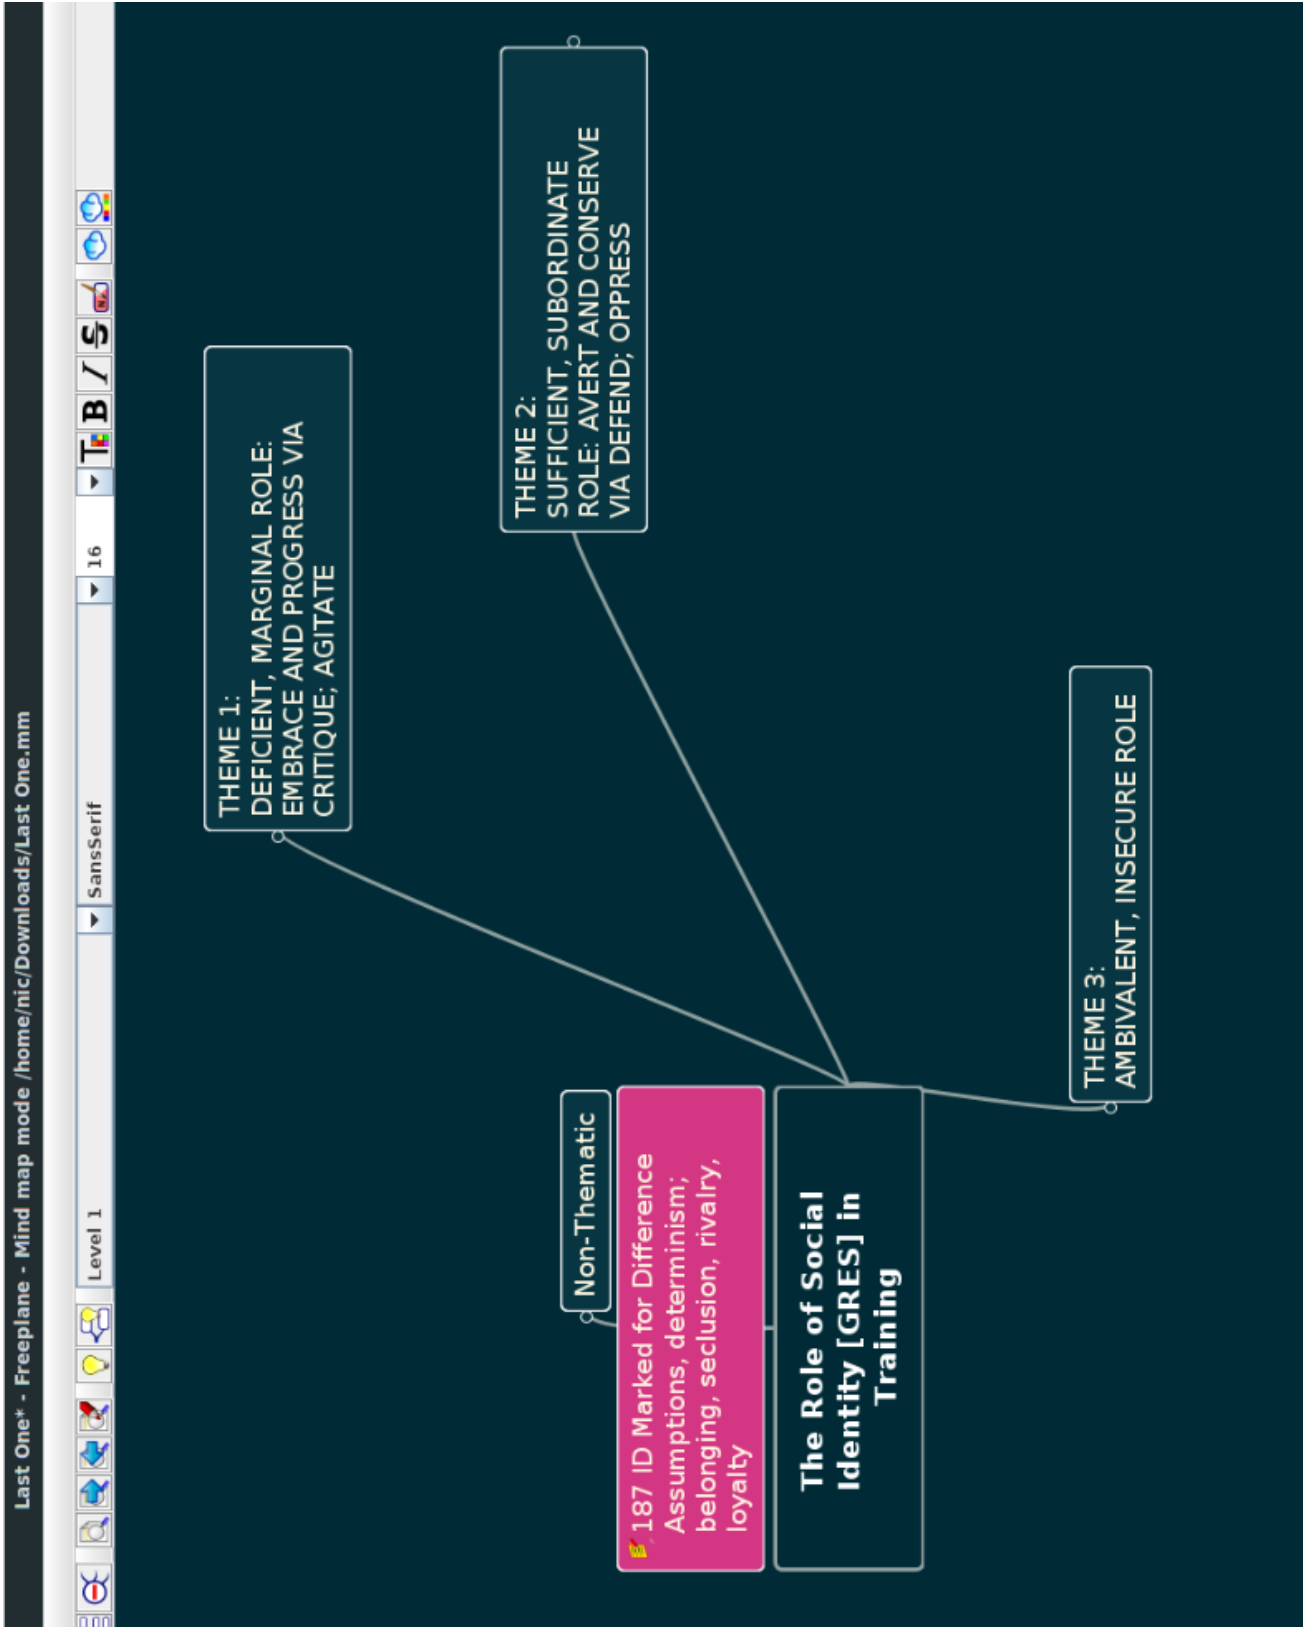 Last One* - Freeplane - Mind map mode /home/nic/Downloads/Last One.mm
Level 1
SansSerif
16
T
B
I
S
THEME 1:
DEFICIENT, MARGINAL ROLE:
EMBRACE AND PROGRESS VIA
CRITIQUE; AGITATE
THEME 2:
SUFFICIENT, SUBORDINATE
ROLE: AVERT AND CONSERVE
VIA DEFEND; OPPRESS
Non-Thematic
187 ID Marked for Difference
Assumptions, determinism;
belonging, seclusion, rivalry,
loyalty
The Role of Social
Identity [GRES] in
Training
THEME 3:
AMBIVALENT, INSECURE ROLE